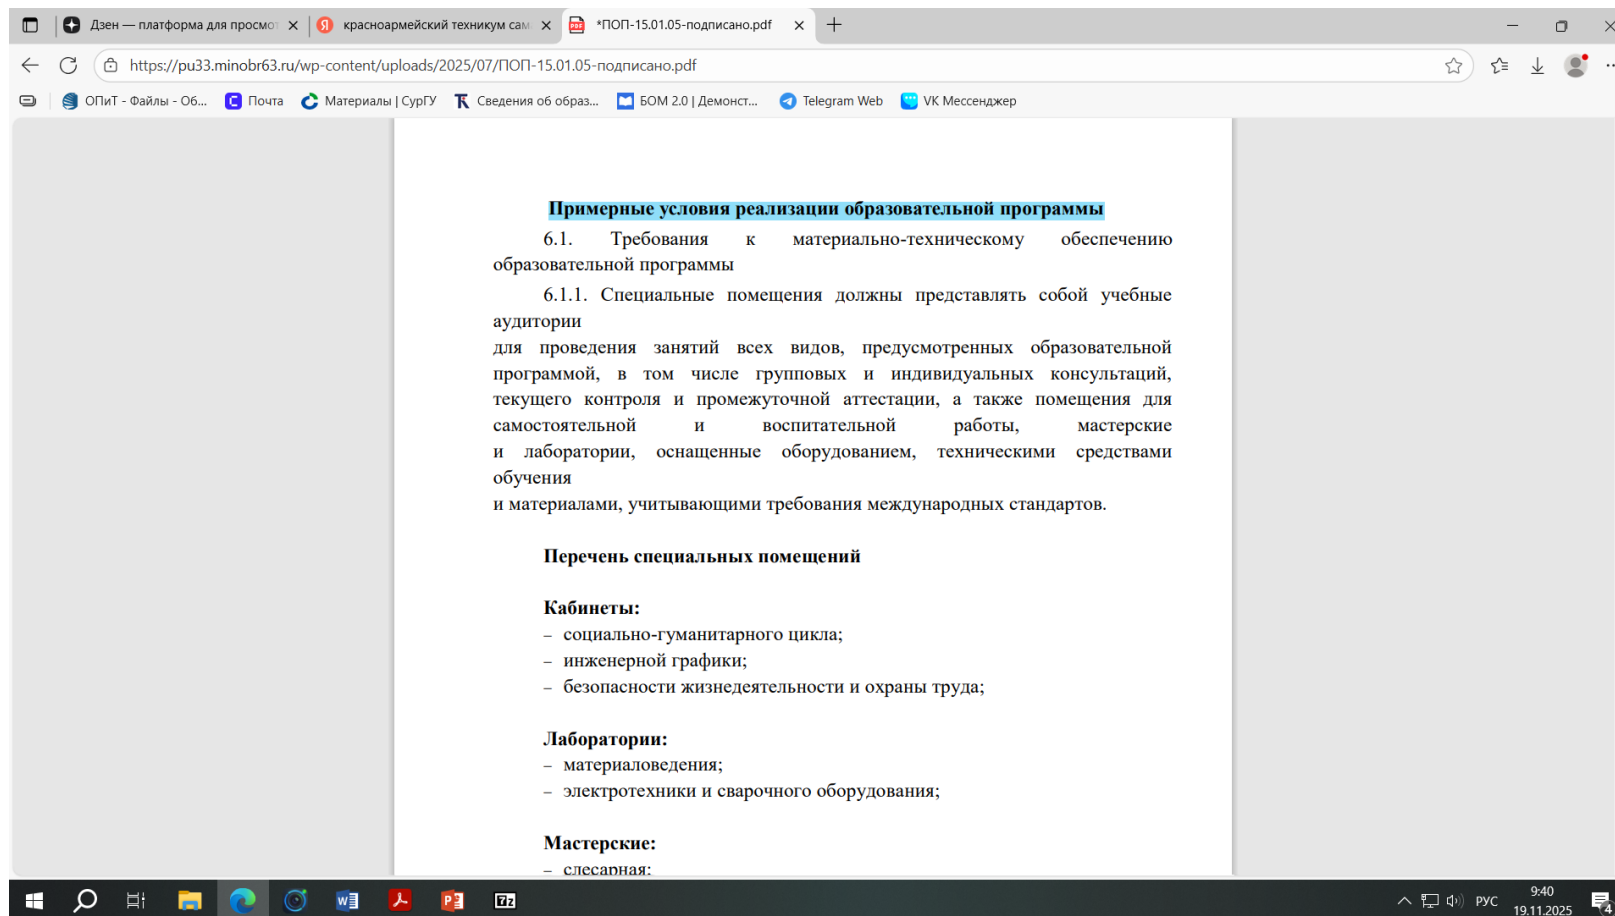 Дзен — платформа для просмот
красноармейский техникум сам
*ПОП-15.01.05-подписано.pdf
https://pu33.minobr63.ru/wp-content/uploads/2025/07/ПОП-15.01.05-подписано.pdf
ОПиТ - Файлы - Об...
Почта
Материалы | СурГУ
Сведения об образ...
БОМ 2.0 | Демонст...
Telegram Web
VK Мессенджер
Примерные условия реализации образовательной программы
6.1. Требования к материально-техническому обеспечению
образовательной программы
6.1.1. Специальные помещения должны представлять собой учебные
аудитории
для проведения занятий всех видов, предусмотренных образовательной
программой, в том числе групповых и индивидуальных консультаций,
текущего контроля и промежуточной аттестации, а также помещения для
самостоятельной и воспитательной работы, мастерские
и лаборатории, оснащенные оборудованием, техническими средствами
обучения
и материалами, учитывающими требования международных стандартов.
Перечень специальных помещений
Кабинеты:
– социально-гуманитарного цикла;
– инженерной графики;
– безопасности жизнедеятельности и охраны труда;
Лаборатории:
– материаловедения;
– электротехники и сварочного оборудования;
Мастерские:
– слесарная;
РУС
9:40
19.11.2025
4